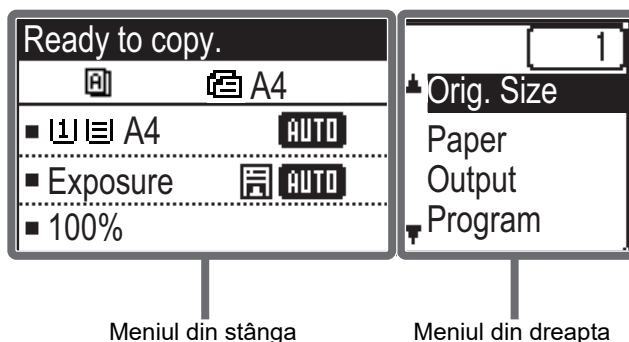 Ready to copy.
A A4
1 A4 AUTO
Exposure AUTO
100%
1
Orig. Size
Paper
Output
Program
Meniul din stânga
Meniul din dreapta